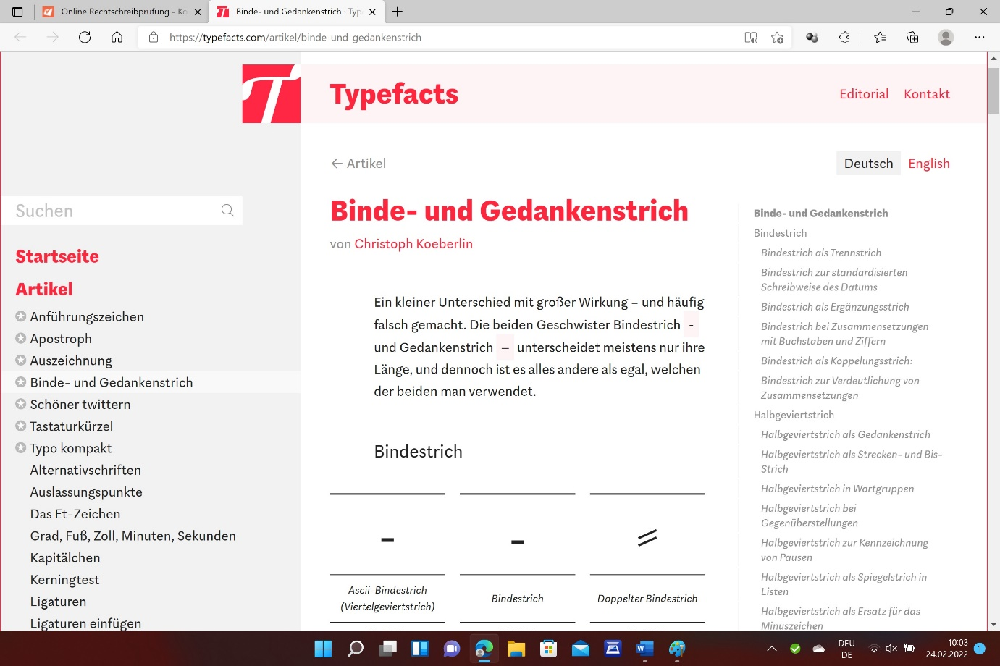 Online Rechtschreibprüfung - Ko
Binde- und Gedankenstrich · Typ
https://typefacts.com/artikel/binde-und-gedankenstrich
Typefacts
Editorial
Kontakt
← Artikel
Deutsch
English
Suchen
Startseite
Artikel
Anführungszeichen
Apostroph
Auszeichnung
Binde- und Gedankenstrich
Schöner twittern
Tastaturkürzel
Typo kompakt
Alternativschriften
Auslassungspunkte
Das Et-Zeichen
Grad, Fuß, Zoll, Minuten, Sekunden
Kapitälchen
Kerningtest
Ligaturen
Ligaturen einfügen
Binde- und Gedankenstrich
von Christoph Koeberlin
Ein kleiner Unterschied mit großer Wirkung – und häufig
falsch gemacht. Die beiden Geschwister Bindestrich -
und Gedankenstrich – unterscheidet meistens nur ihre
Länge, und dennoch ist es alles andere als egal, welchen
der beiden man verwendet.
Bindestrich
- ‐ ⹀
Ascii-Bindestrich
(Viertelgeviertstrich)
Bindestrich
Doppelter Bindestrich
Binde- und Gedankenstrich
Bindestrich
Bindestrich als Trennstrich
Bindestrich zur standardisierten
Schreibweise des Datums
Bindestrich als Ergänzungsstrich
Bindestrich bei Zusammensetzungen
mit Buchstaben und Ziffern
Bindestrich als Koppelungsstrich:
Bindestrich zur Verdeutlichung von
Zusammensetzungen
Halbgeviertstrich
Halbgeviertstrich als Gedankenstrich
Halbgeviertstrich als Strecken- und Bis-
Strich
Halbgeviertstrich in Wortgruppen
Halbgeviertstrich bei
Gegenüberstellungen
Halbgeviertstrich zur Kennzeichnung
von Pausen
Halbgeviertstrich als Spiegelstrich in
Listen
Halbgeviertstrich als Ersatz für das
Minuszeichen
DEU
DE
10:03
24.02.2022
1